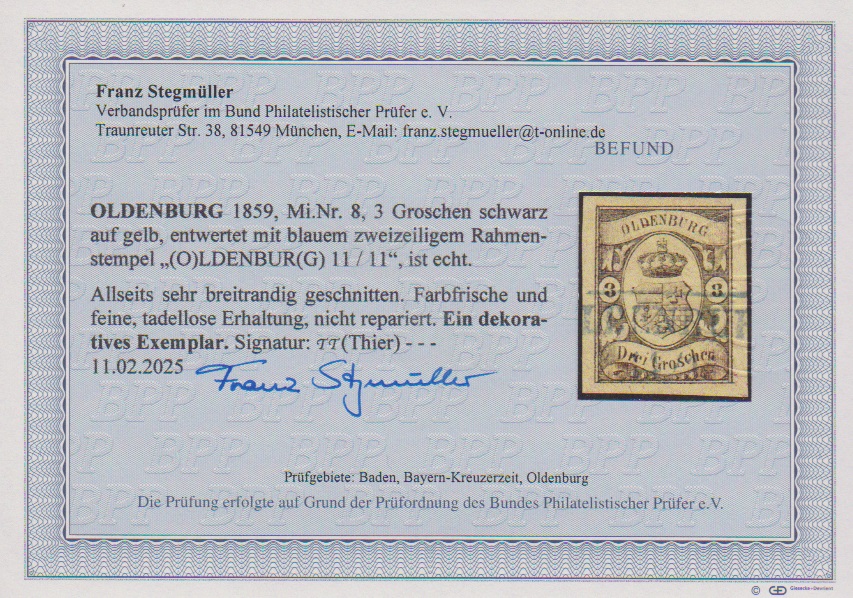 Franz Stegmüller
Verbandsprüfer im Bund Philatelistischer Prüfer e. V.
Traunreuter Str. 38, 81549 München, E-Mail: franz.stegmueller@t-online.de
BEFUND
OLDENBURG 1859, Mi.Nr. 8, 3 Groschen schwarz
auf gelb, entwertet mit blauem zweizeiligem Rahmen-
stempel „(O)LDENBUR(G) 11 / 11“, ist echt.
Allseits sehr breitrandig geschnitten. Farbfrische und
feine, tadellose Erhaltung, nicht repariert. Ein dekora-
tives Exemplar. Signatur: TT (Thier) - - -
11.02.2025 Franz Stegmüller
OLDENBURG
3 3
Drei Groschen
Prüfgebiete: Baden, Bayern-Kreuzerzeit, Oldenburg
Die Prüfung erfolgte auf Grund der Prüfordnung des Bundes Philatelistischer Prüfer e.V.
© GD Giesecke+Devrient